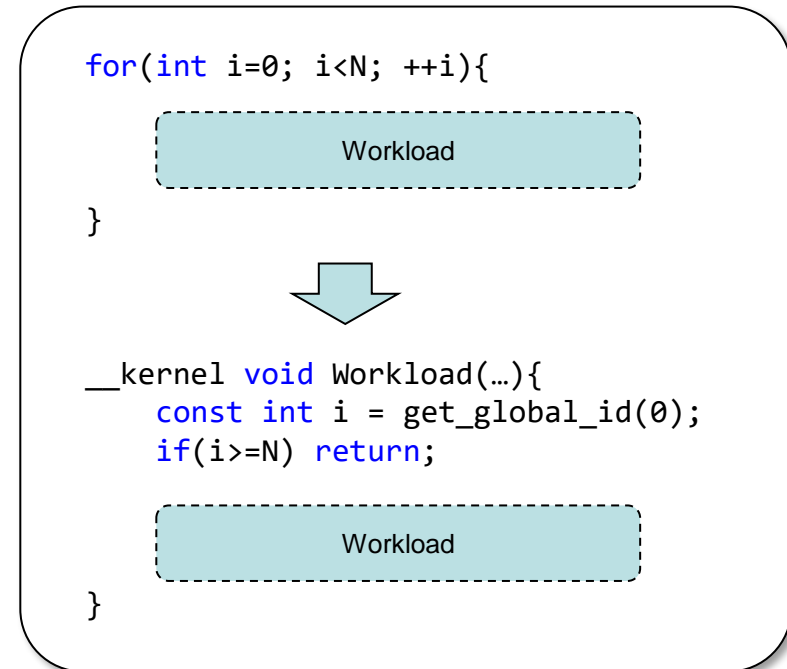 for(int i=0; i<N; ++i){
Workload
}
__kernel void Workload(…){
const int i = get_global_id(0);
if(i>=N) return;
Workload
}